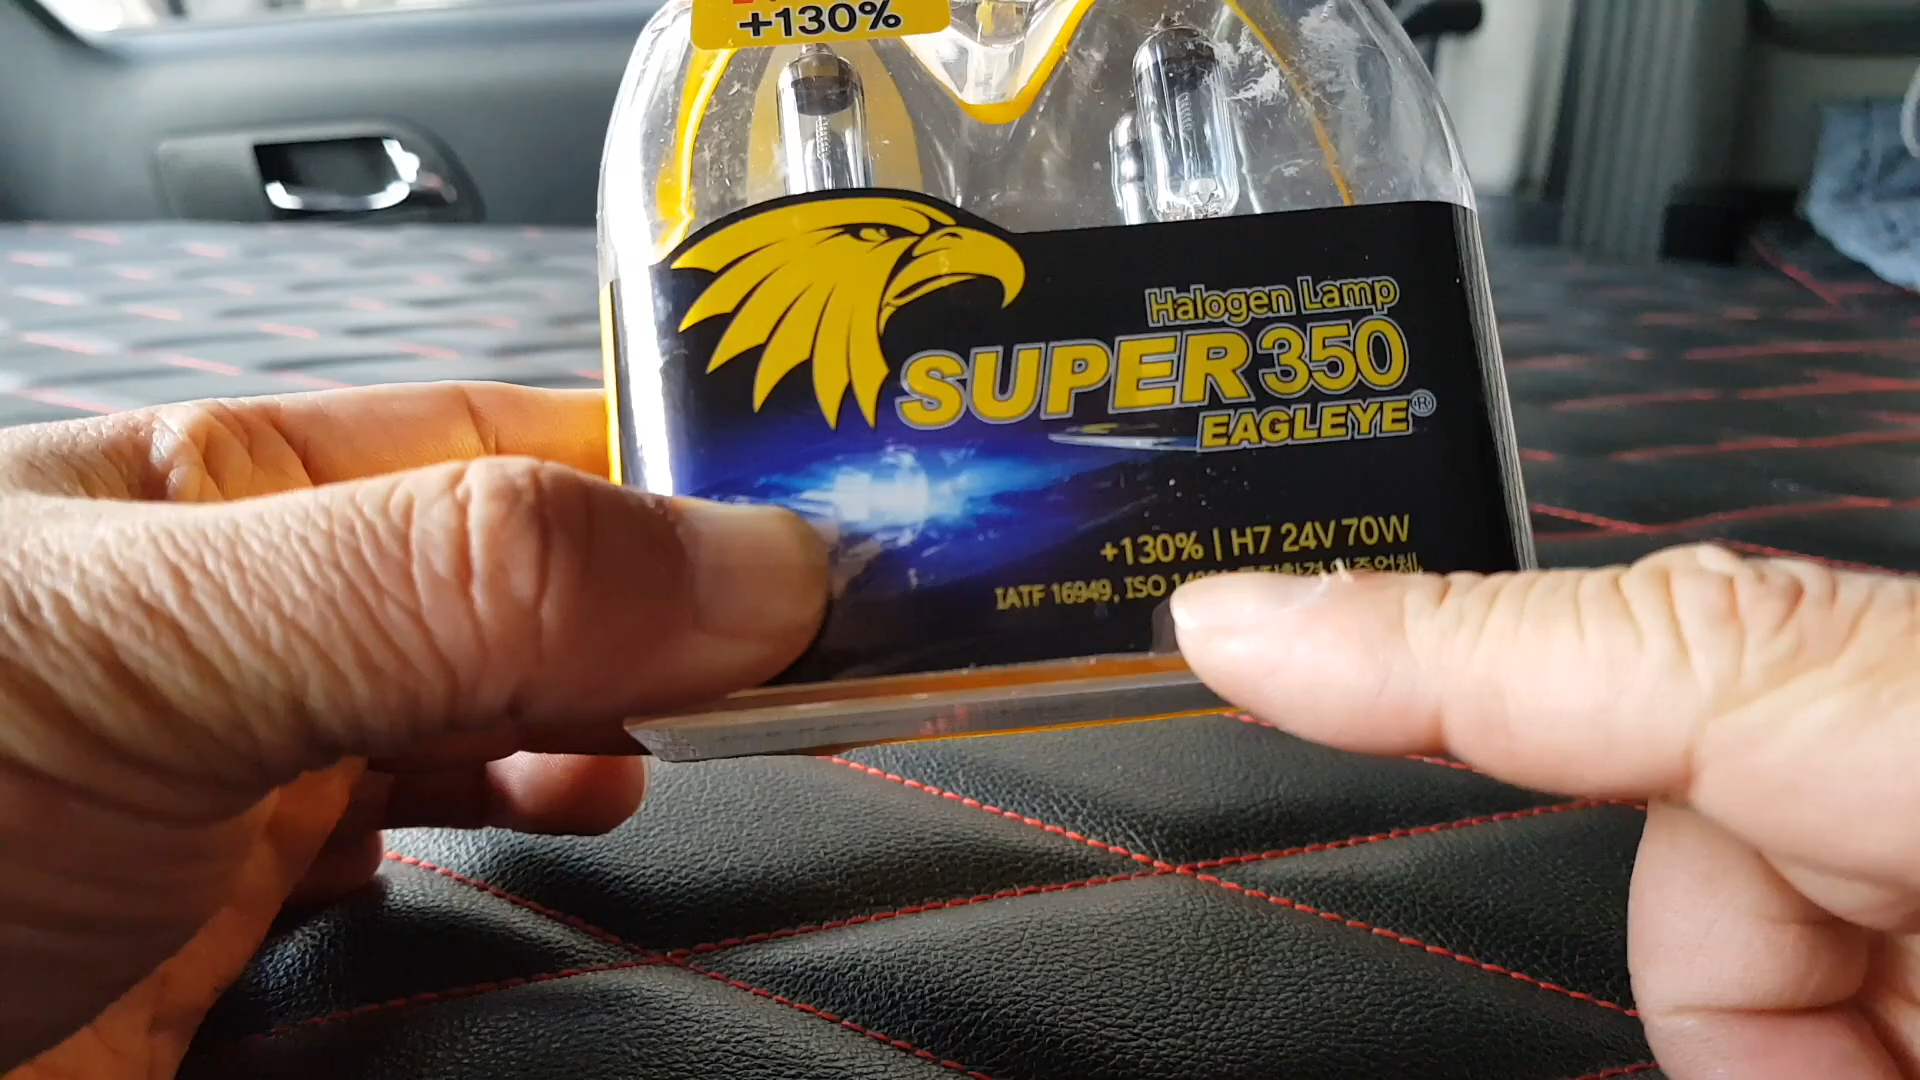 +130%
Halogen Lamp
SUPER 350
EAGLEYE®
+130% | H7 24V 70W
IATF 16949, ISO